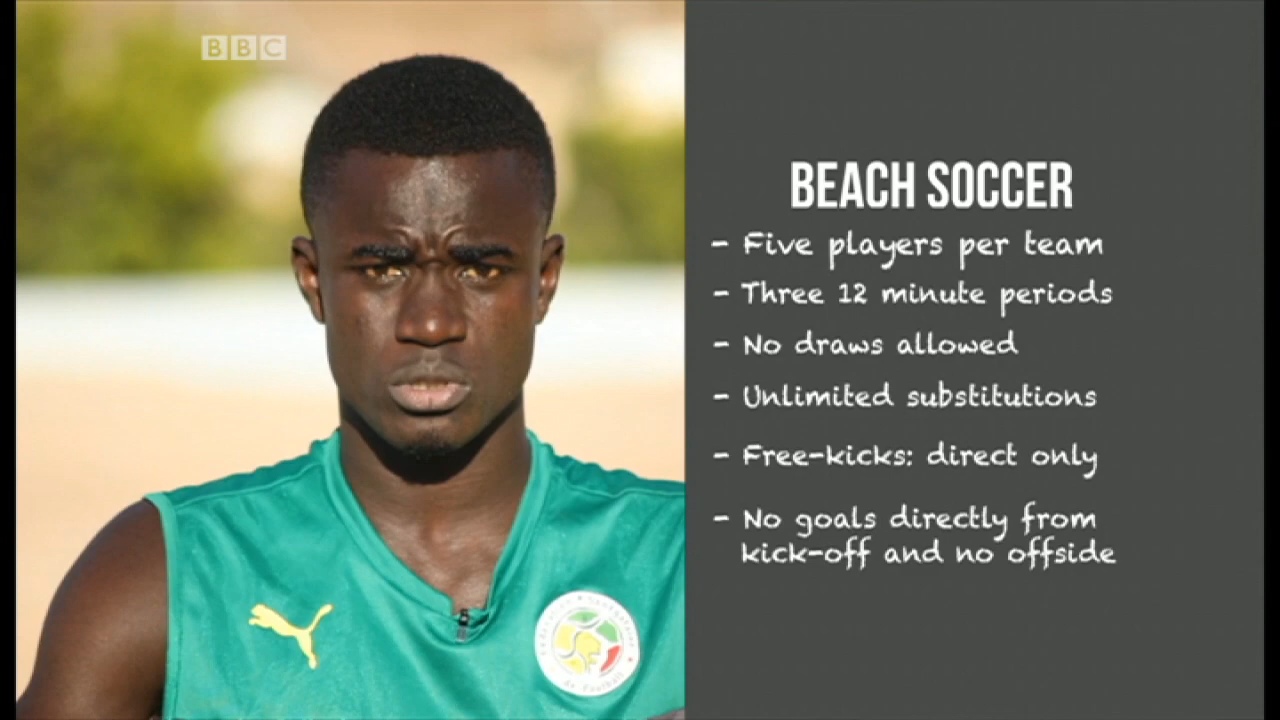 BBC
BEACH SOCCER
- Five players per team
- Three 12 minute periods
- No draws allowed
- Unlimited substitutions
- Free-kicks: direct only
- No goals directly from
kick-off and no offside